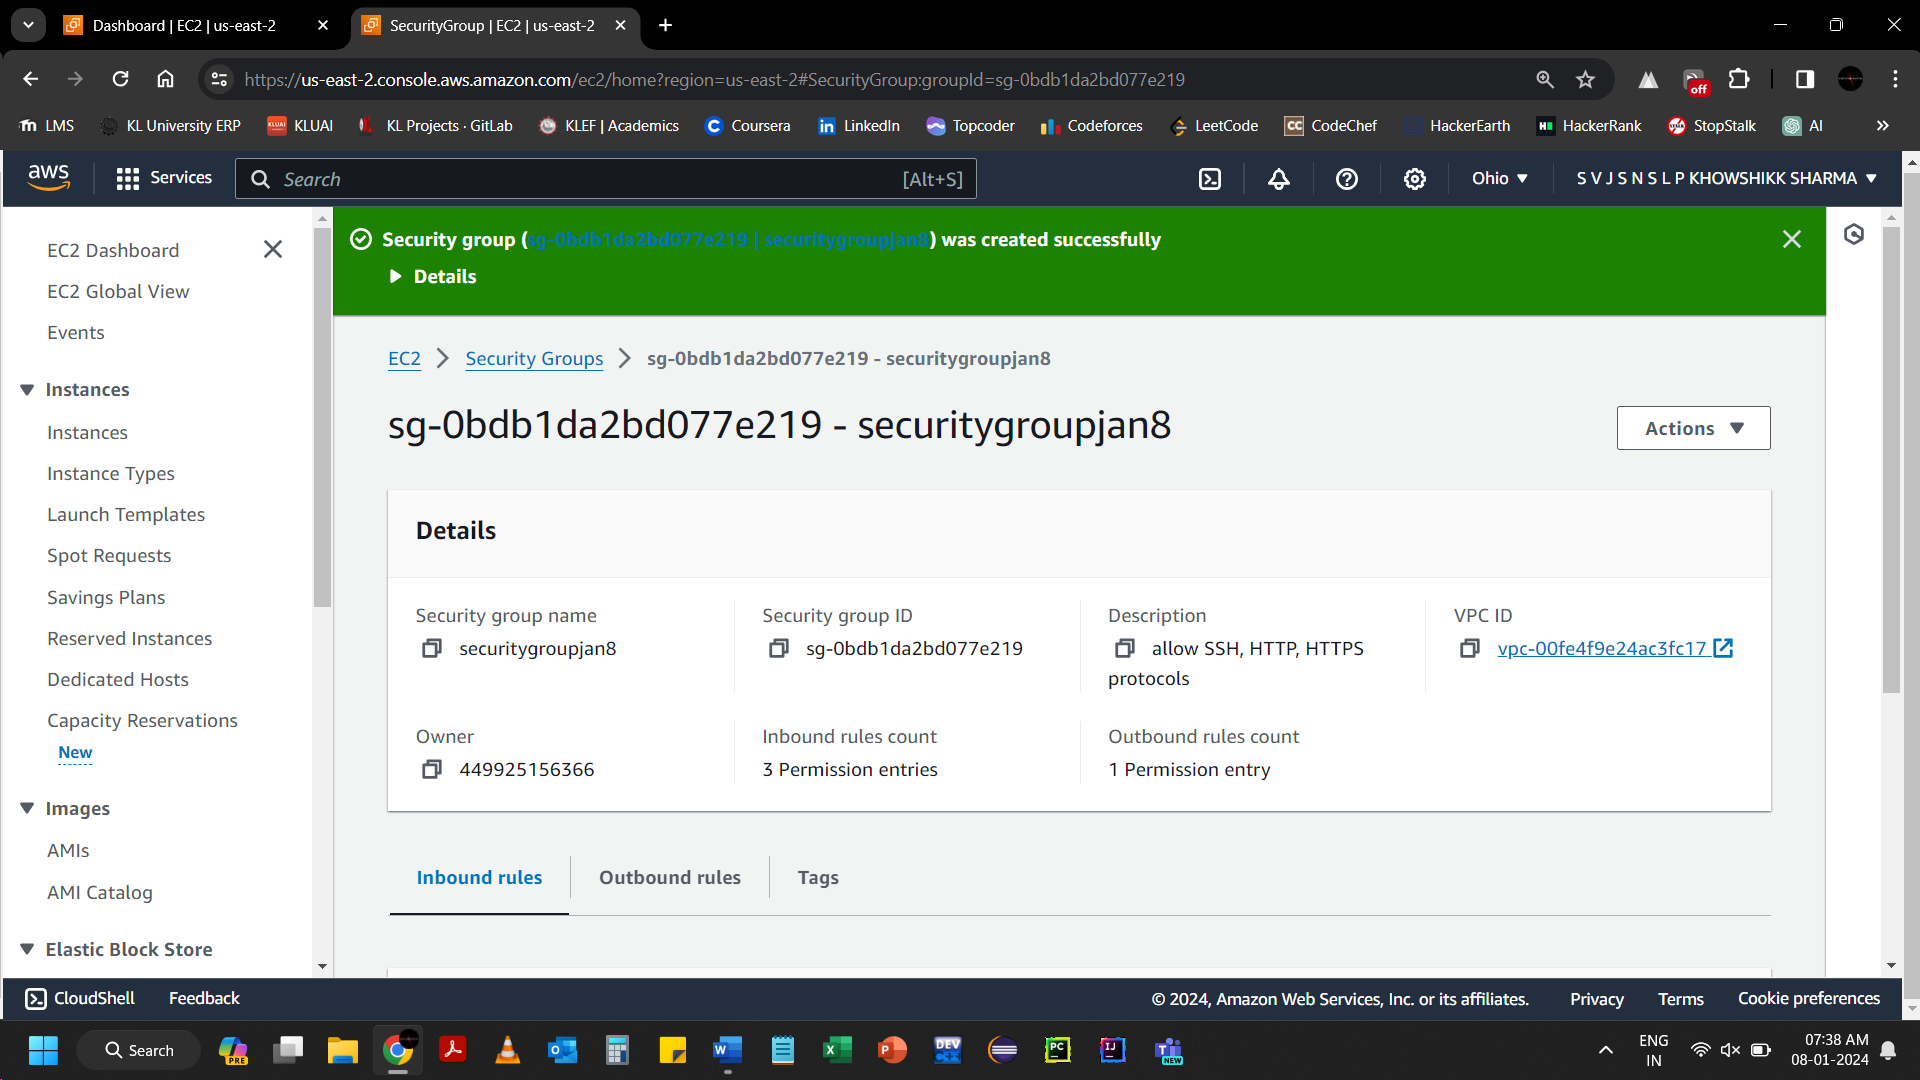 Dashboard | EC2 | us-east-2
SecurityGroup | EC2 | us-east-2
https://us-east-2.console.aws.amazon.com/ec2/home?region=us-east-2#SecurityGroup:groupId=sg-0bdb1da2bd077e219
off
LMS KL University ERP KLUAI KL Projects · GitLab KLEF | Academics Coursera LinkedIn Topcoder Codeforces LeetCode CodeChef HackerEarth HackerRank StopStalk AI
aws Services Search [Alt+S] Ohio S V J S N S L P KHOWSHIKK SHARMA
EC2 Dashboard
EC2 Global View
Events
Instances
Instances
Instance Types
Launch Templates
Spot Requests
Savings Plans
Reserved Instances
Dedicated Hosts
Capacity Reservations
New
Images
AMIs
AMI Catalog
Elastic Block Store
Security group (sg-0bdb1da2bd077e219 | securitygroupjan8) was created successfully
Details
EC2 Security Groups sg-0bdb1da2bd077e219 - securitygroupjan8
sg-0bdb1da2bd077e219 - securitygroupjan8
Actions
Details
Security group name
securitygroupjan8
Security group ID
sg-0bdb1da2bd077e219
Description
allow SSH, HTTP, HTTPS
protocols
VPC ID
vpc-00fe4f9e24ac3fc17
Owner
449925156366
Inbound rules count
3 Permission entries
Outbound rules count
1 Permission entry
Inbound rules Outbound rules Tags
CloudShell Feedback © 2024, Amazon Web Services, Inc. or its affiliates. Privacy Terms Cookie preferences
Search
PRE
DEV
PC
IJ
NEW
ENG
IN
07:38 AM
08-01-2024